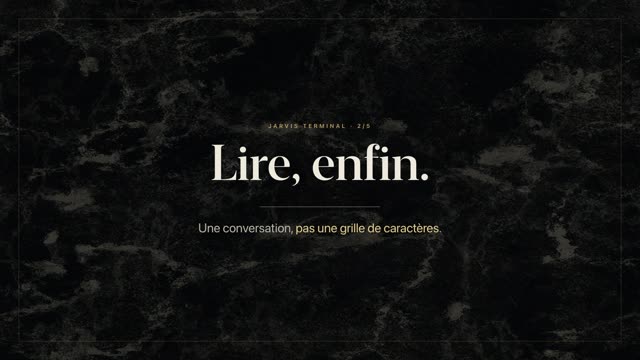 JARVIS TERMINAL · 2/5
Lire, enfin.
Une conversation, pas une grille de caractères.